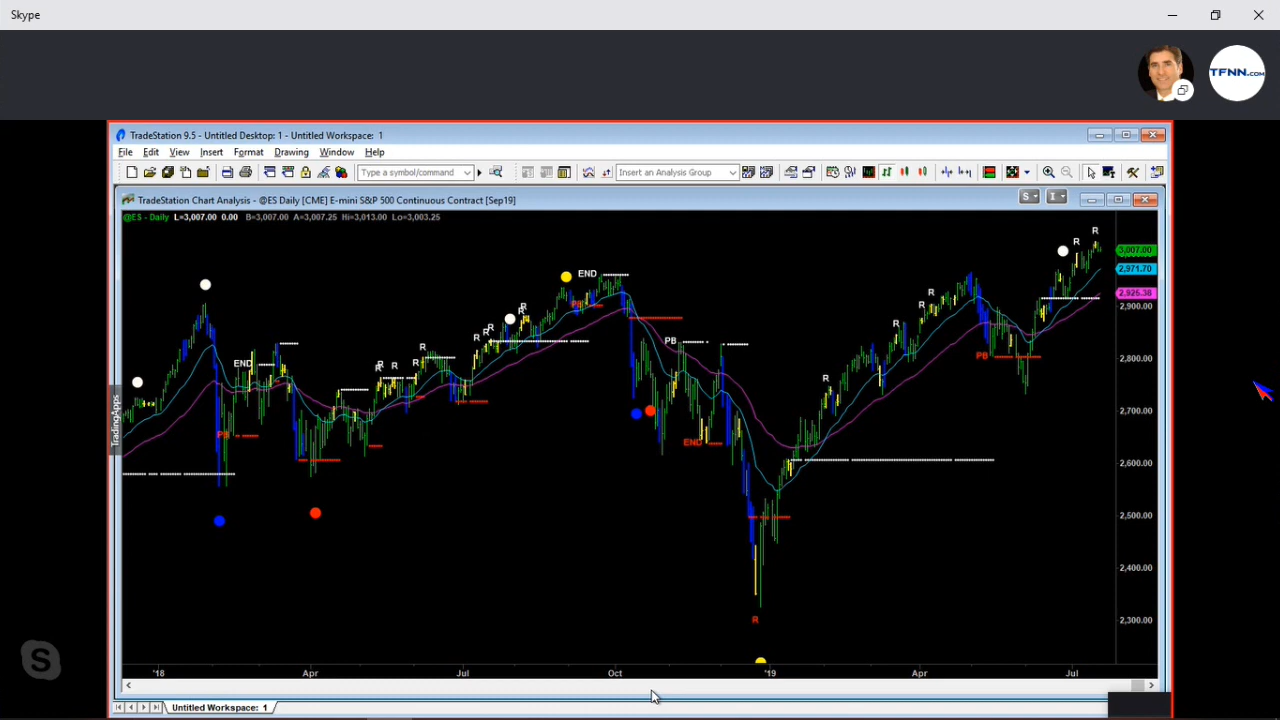 Skype
TFNN.COM
TradeStation 9.5 - Untitled Desktop: 1 - Untitled Workspace: 1
File Edit View Insert Format Drawing Window Help
Type a symbol/command
Insert an Analysis Group
TradeStation Chart Analysis - @ES Daily [CME] E-mini S&P 500 Continuous Contract [Sep19]
S I
@ES - Daily L=3,007.00 0.00 B=3,007.00 A=3,007.25 Hi=3,013.00 Lo=3,003.25
R
R
3,007.00
2,971.70
END
PB
2,925.38
R
2,900.00
R
R
R
R
R
R
R
PB
R
PB
2,800.00
END
R
R
R
R
R
2,700.00
TradingApps
PB
END
2,600.00
2,500.00
2,400.00
2,300.00
R
S
'18 Apr Jul Oct '19 Apr Jul
Untitled Workspace: 1